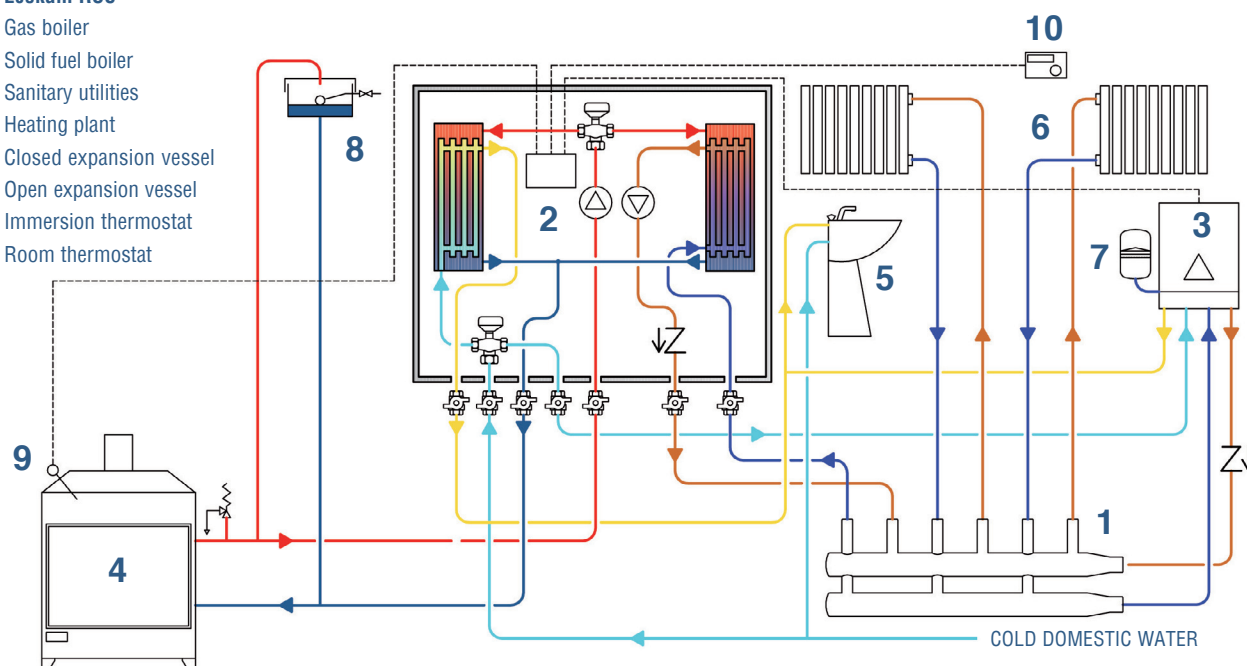 Gas boiler
Solid fuel boiler
Sanitary utilities
Heating plant
Closed expansion vessel
Open expansion vessel
Immersion thermostat
Room thermostat
10
8
6
2
3
7
5
9
4
1
COLD DOMESTIC WATER